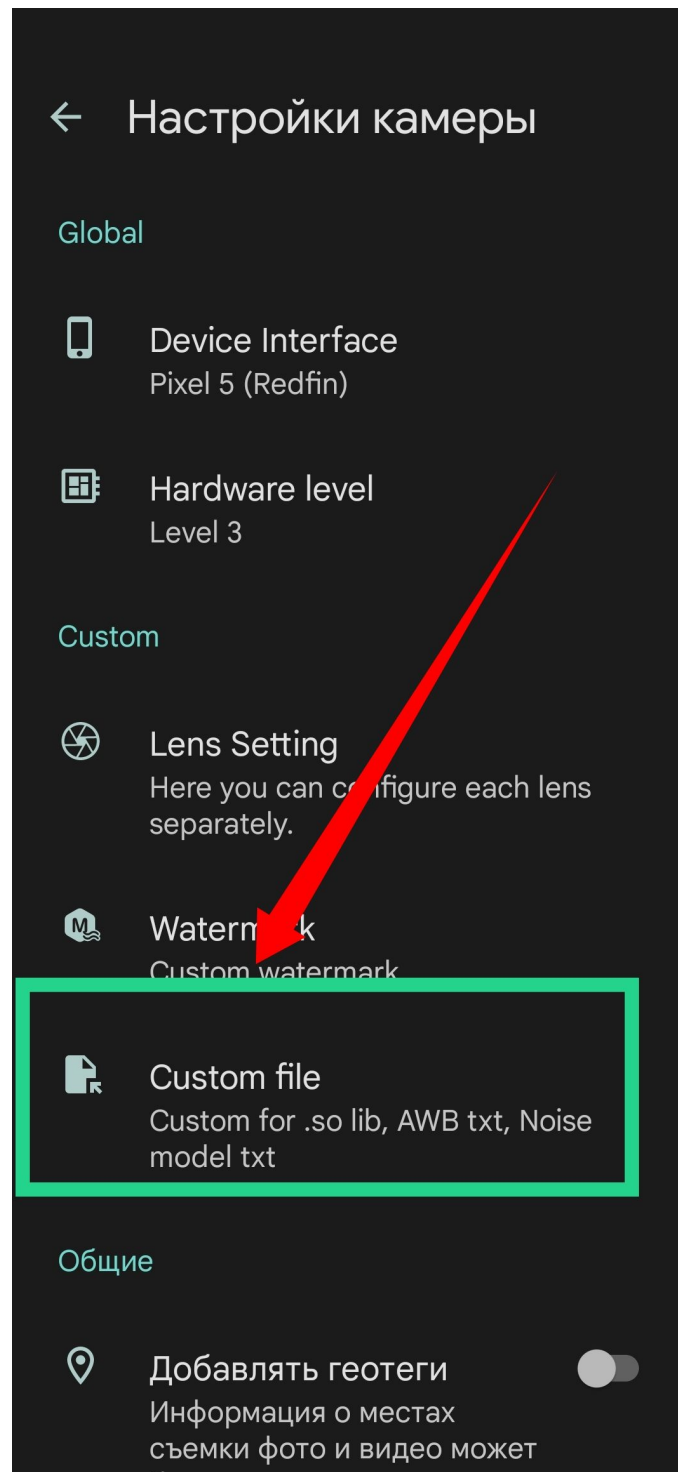 Настройки камеры
Global
Device Interface
Pixel 5 (Redfin)
Hardware level
Level 3
Custom
Lens Setting
Here you can configure each lens
separately.
Watermark
Custom watermark
Custom file
Custom for .so lib, AWB txt, Noise
model txt
Общие
Добавлять геотеги
Информация о местах
съемки фото и видео может